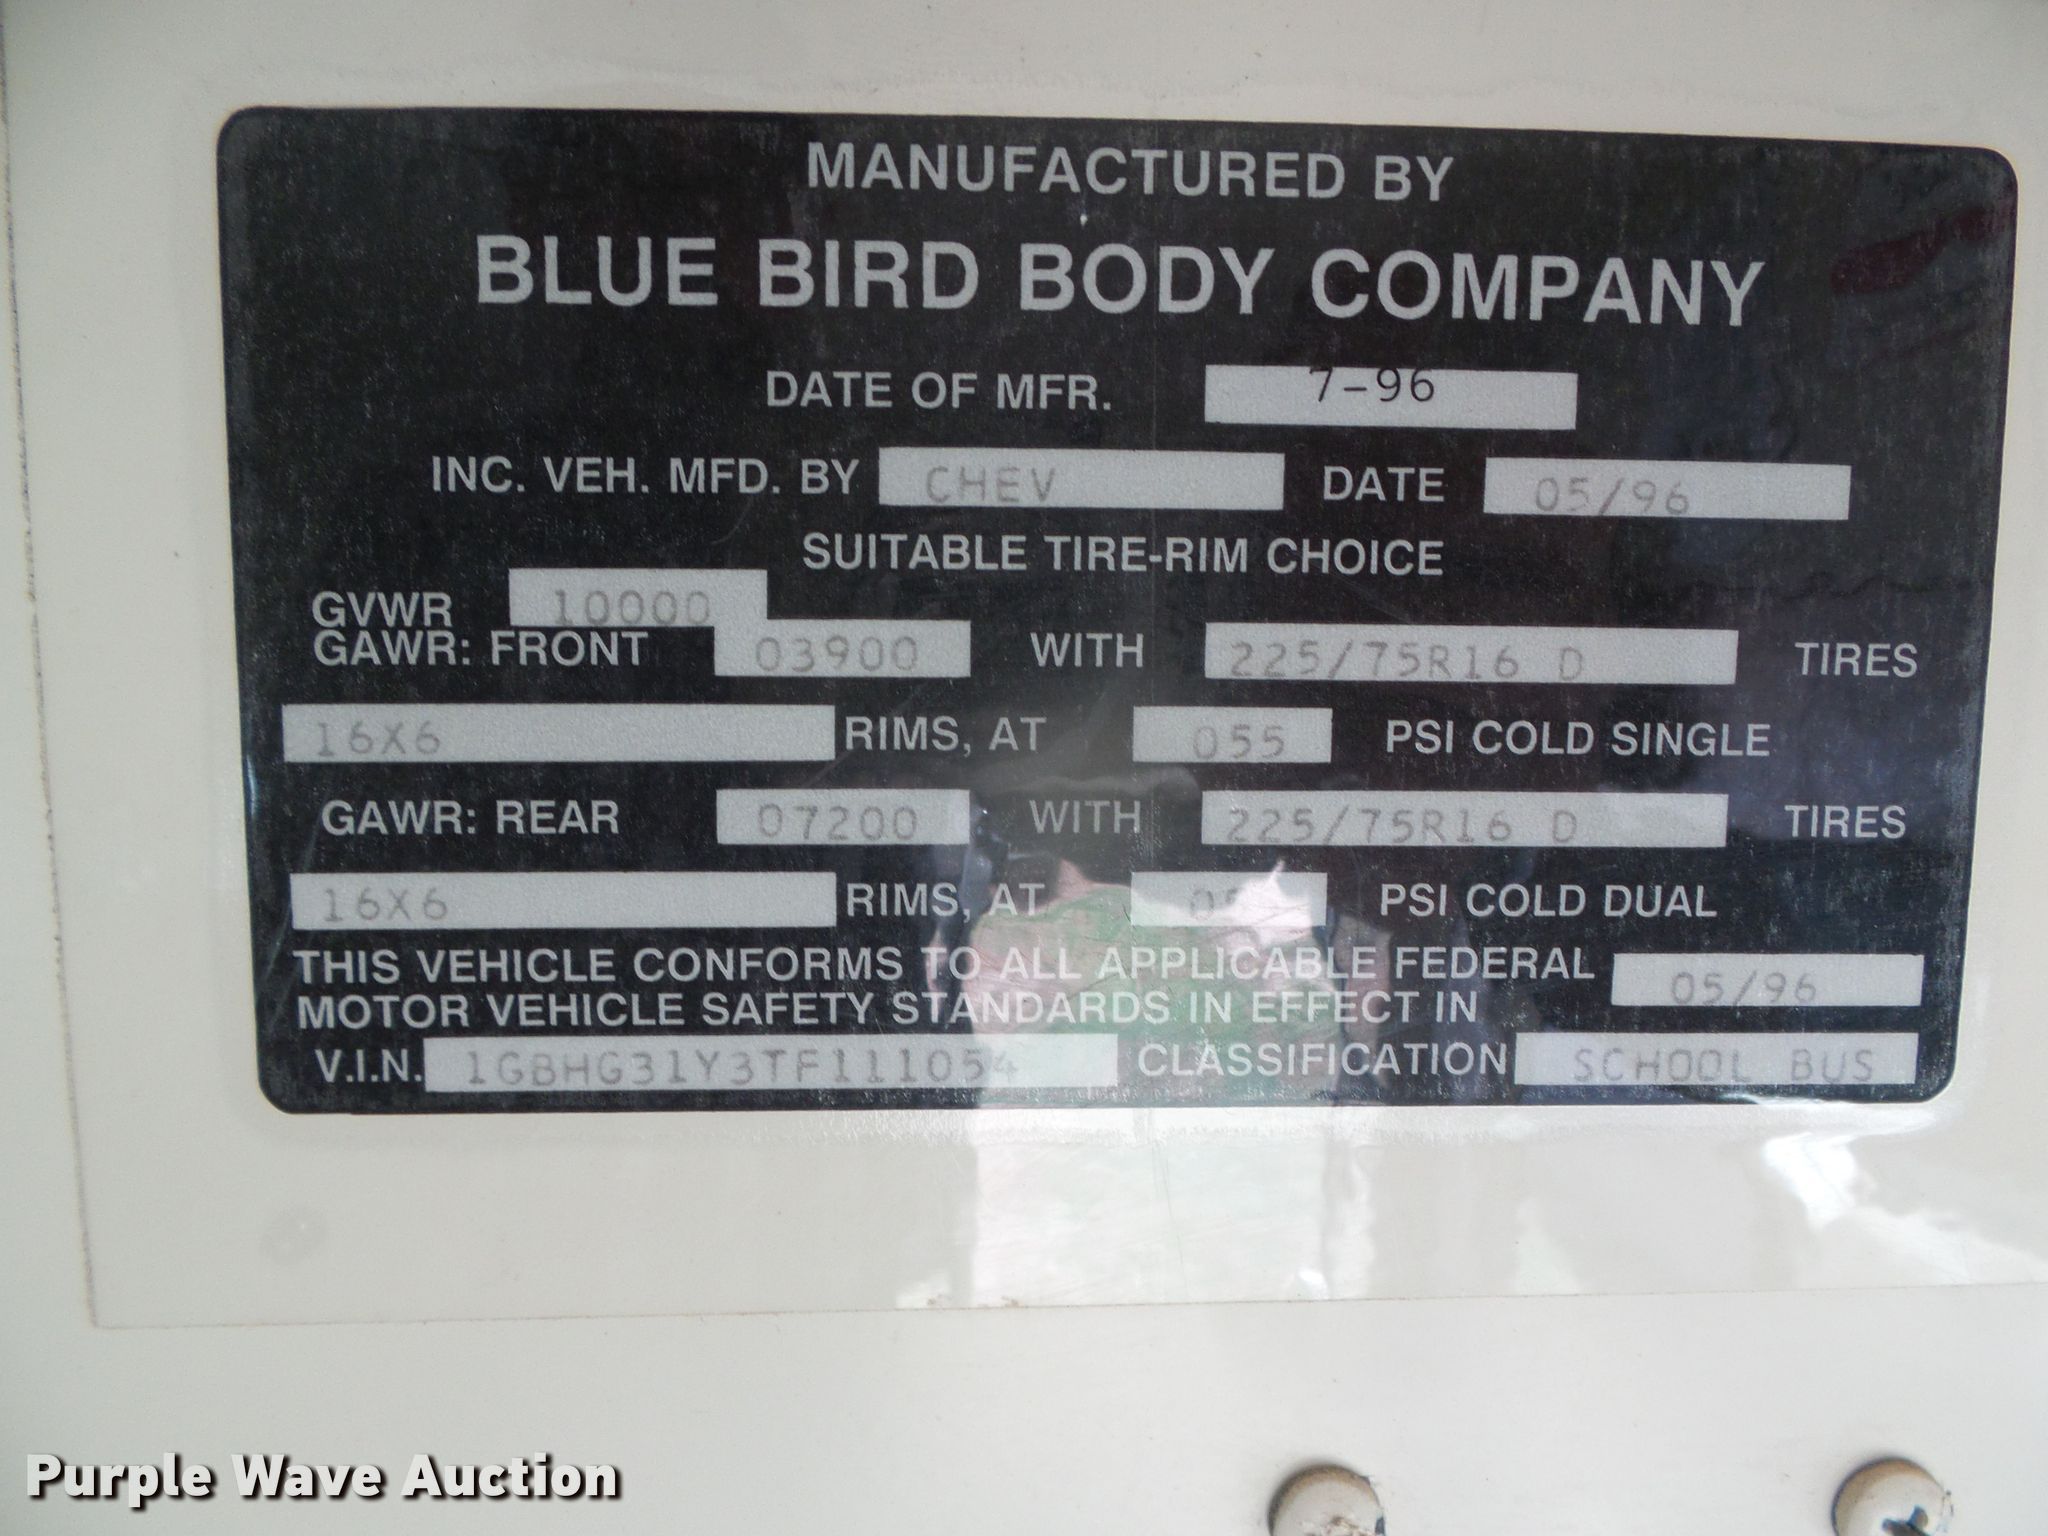 MANUFACTURED BY
BLUE BIRD BODY COMPANY
DATE OF MFR. 7-96
INC. VEH. MFD. BY CHEV DATE 05/96
SUITABLE TIRE-RIM CHOICE
GVWR 10000
GAWR: FRONT 03900 WITH 225/75R16 D TIRES
16X6 RIMS, AT 055 PSI COLD SINGLE
GAWR: REAR 07200 WITH 225/75R16 D TIRES
16X6 RIMS, AT PSI COLD DUAL
THIS VEHICLE CONFORMS TO ALL APPLICABLE FEDERAL 05/96
MOTOR VEHICLE SAFETY STANDARDS IN EFFECT IN
V.I.N. 1GBHG31Y3TF111054 CLASSIFICATION SCHOOL BUS
Purple Wave Auction